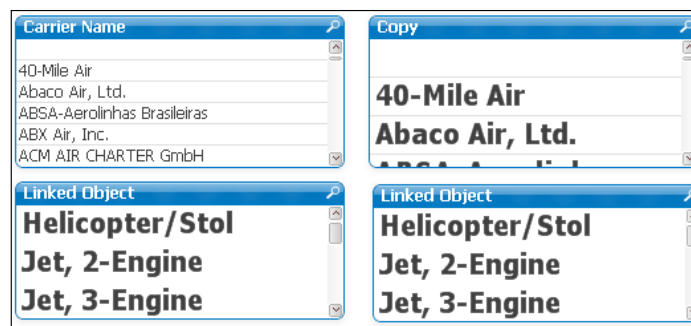 Carrier Name
40-Mile Air
Abaco Air, Ltd.
ABSA-Aerolinhas Brasileiras
ABX Air, Inc.
ACM AIR CHARTER GmbH
Copy
40-Mile Air
Abaco Air, Ltd.
Linked Object
Helicopter/Stol
Jet, 2-Engine
Jet, 3-Engine
Linked Object
Helicopter/Stol
Jet, 2-Engine
Jet, 3-Engine